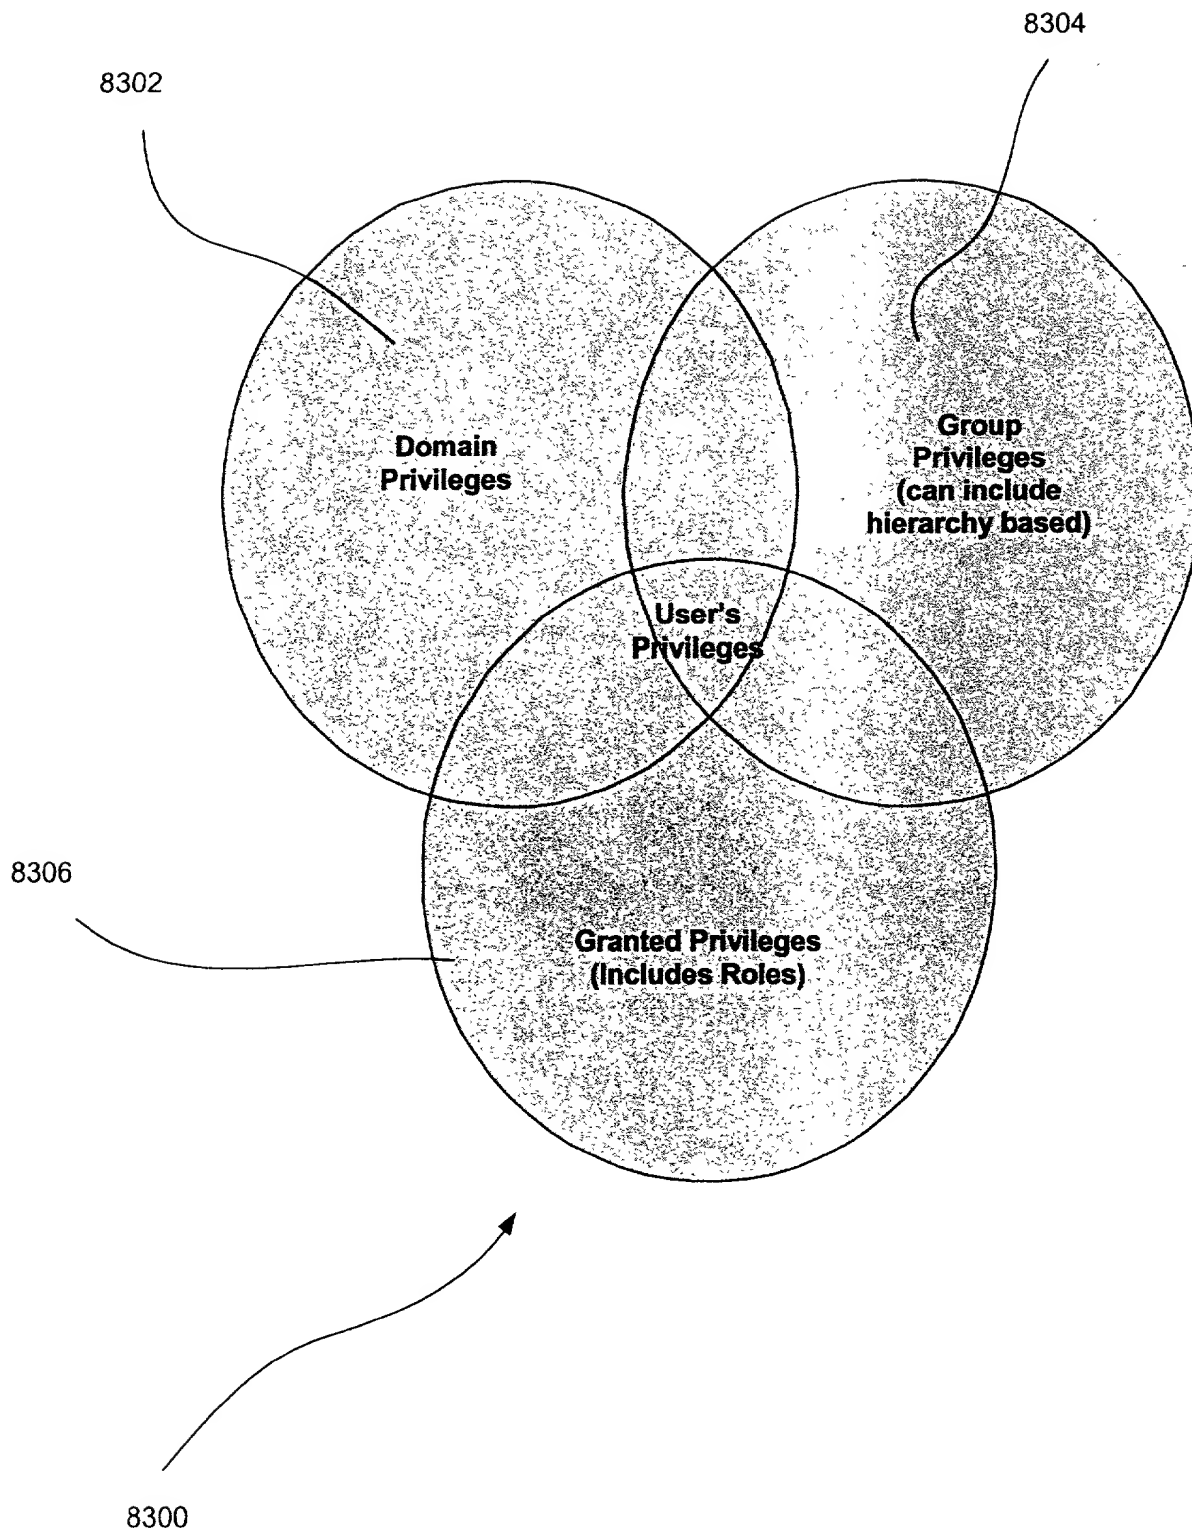 8304
8302
Domain
Privileges
Group
Privileges
(can include
hierarchy based)
User's
Privileges
8306
Granted Privileges
(Includes Roles)
8300